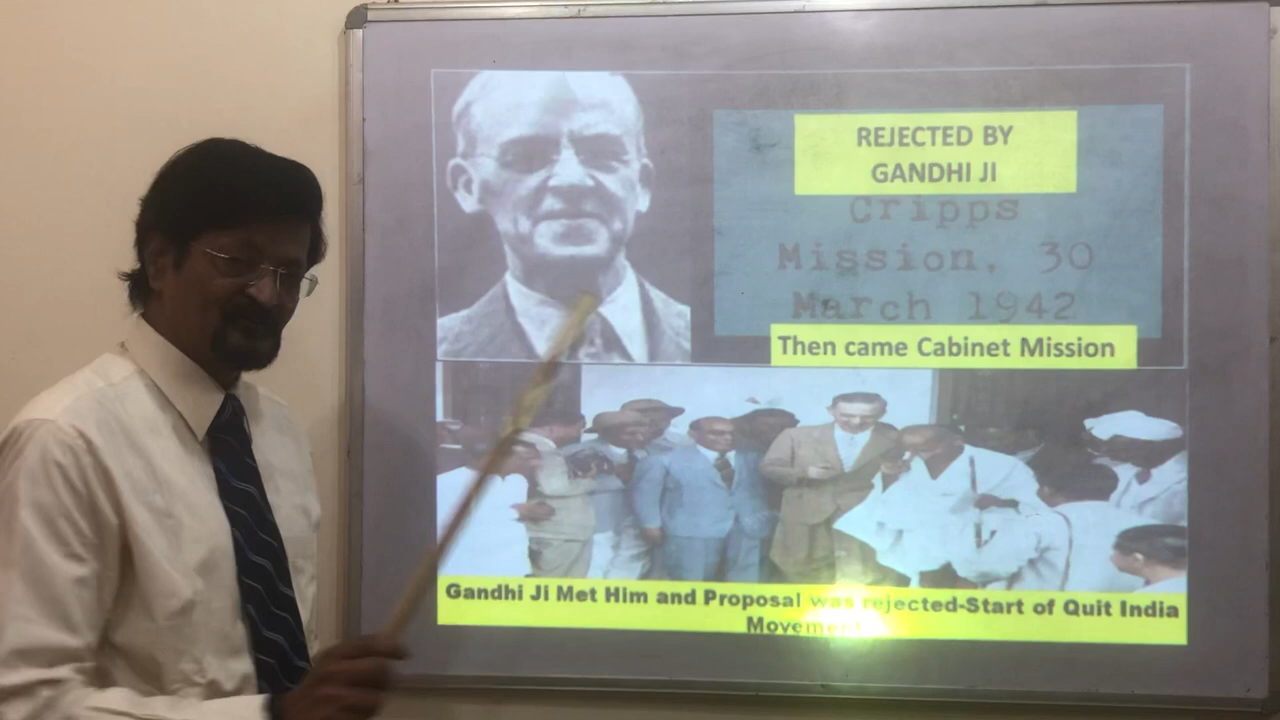 REJECTED BY
GANDHI JI
Cripps
Mission, 30
March 1942
Then came Cabinet Mission
Gandhi Ji Met Him and Proposal was rejected-Start of Quit India
Movement